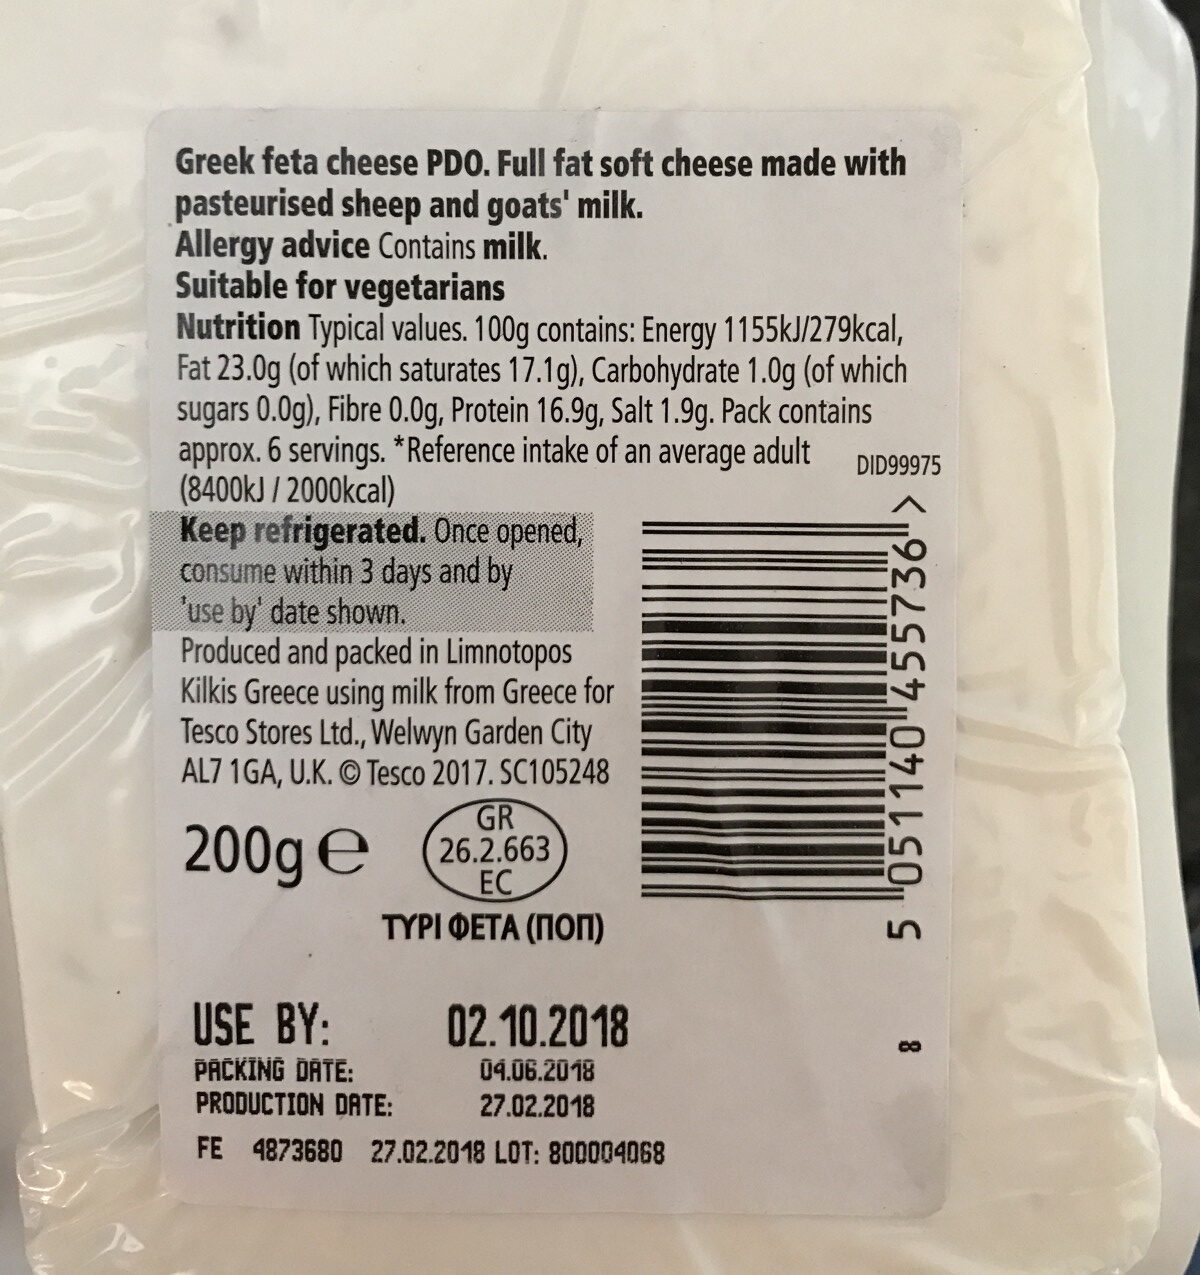 Greek feta cheese PDO. Full fat soft cheese made with
pasteurised sheep and goats' milk.
Allergy advice Contains milk.
Suitable for vegetarians
Nutrition Typical values. 100g contains: Energy 1155kJ/279kcal,
Fat 23.0g (of which saturates 17.1g), Carbohydrate 1.0g (of which
sugars 0.0g), Fibre 0.0g, Protein 16.9g, Salt 1.9g. Pack contains
approx. 6 servings. *Reference intake of an average adult
(8400kJ / 2000kcal)
DID99975
Keep refrigerated. Once opened,
consume within 3 days and by
'use by' date shown.
Produced and packed in Limnotopos
Kilkis Greece using milk from Greece for
Tesco Stores Ltd., Welwyn Garden City
AL7 1GA, U.K. © Tesco 2017. SC105248
5 051140 455736 >
200g e
GR
26.2.663
EC
ΤΥΡΙ ΦΕΤΑ (ΠΟΠ)
USE BY: 02.10.2018
PACKING DATE: 04.06.2018
PRODUCTION DATE: 27.02.2018
8
FE 4873680 27.02.2018 LOT: 800004068